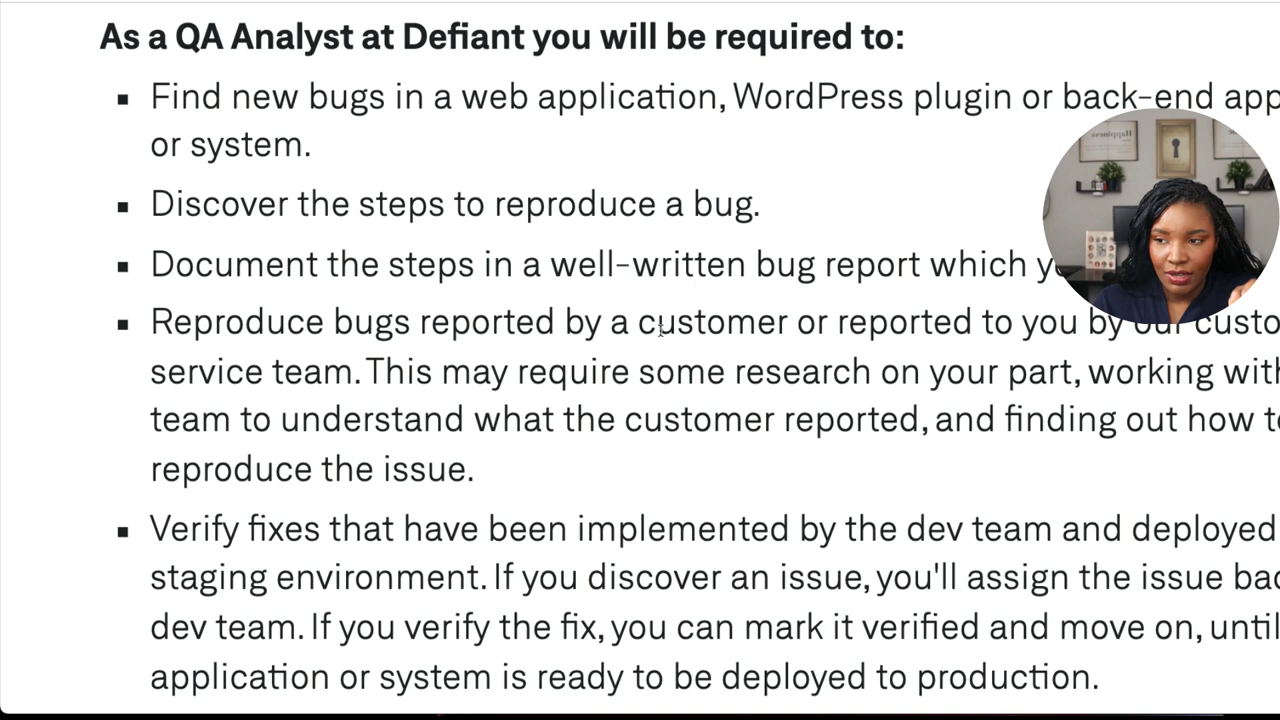 As a QA Analyst at Defiant you will be required to:
▪ Find new bugs in a web application, WordPress plugin or back-end app
or system.
▪ Discover the steps to reproduce a bug.
▪ Document the steps in a well-written bug report which
▪ Reproduce bugs reported by a customer or reported to you by our custo
service team. This may require some research on your part, working with
team to understand what the customer reported, and finding out how to
reproduce the issue.
▪ Verify fixes that have been implemented by the dev team and deployed
staging environment. If you discover an issue, you'll assign the issue bac
dev team. If you verify the fix, you can mark it verified and move on, until
application or system is ready to be deployed to production.